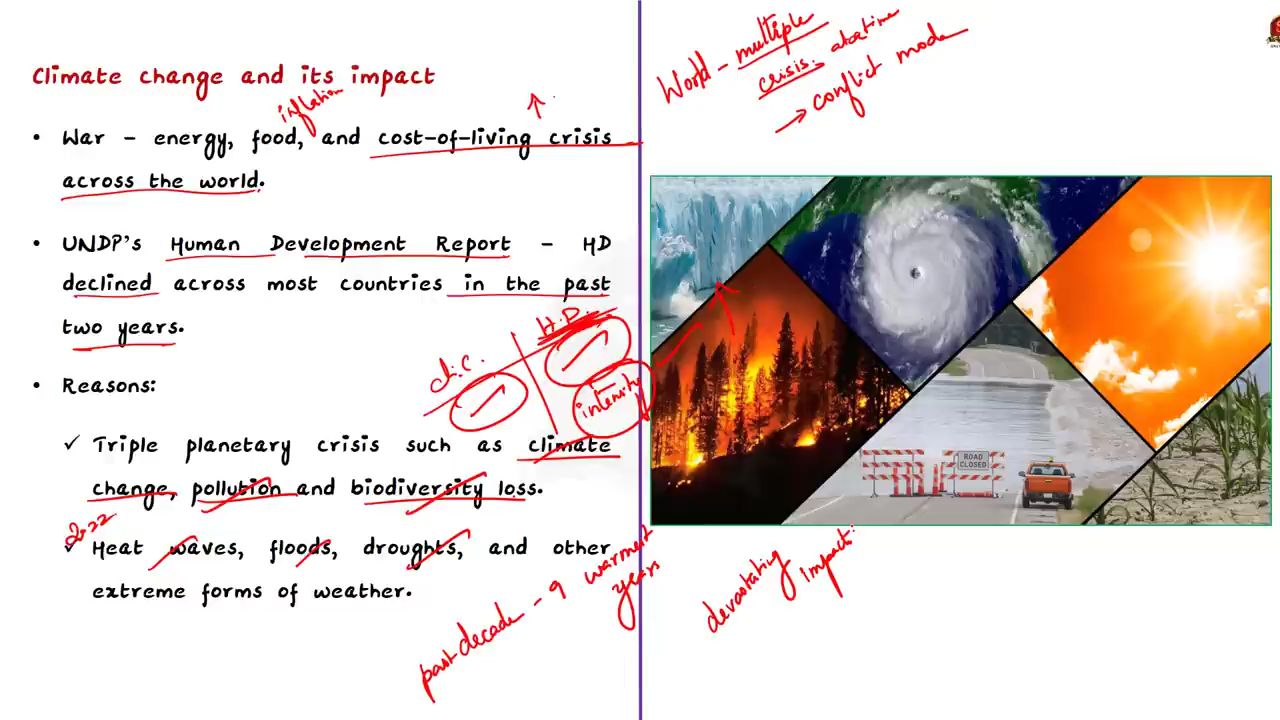 Climate change and its impact
inflation
• War – energy, food, and cost-of-living crisis
across the world.
• UNDP's Human Development Report – HD
declined across most countries in the past
two years.
• Reasons:
cli.c.
H.D.
intensity
✓ Triple planetary crisis such as climate
change, pollution and biodiversity loss.
2022
✓ Heat waves, floods, droughts, and other
extreme forms of weather.
past decade - 9 warmest
years
World - multiple
crisis. at a time
→ conflict mode
ROAD
CLOSED
devastating
impact